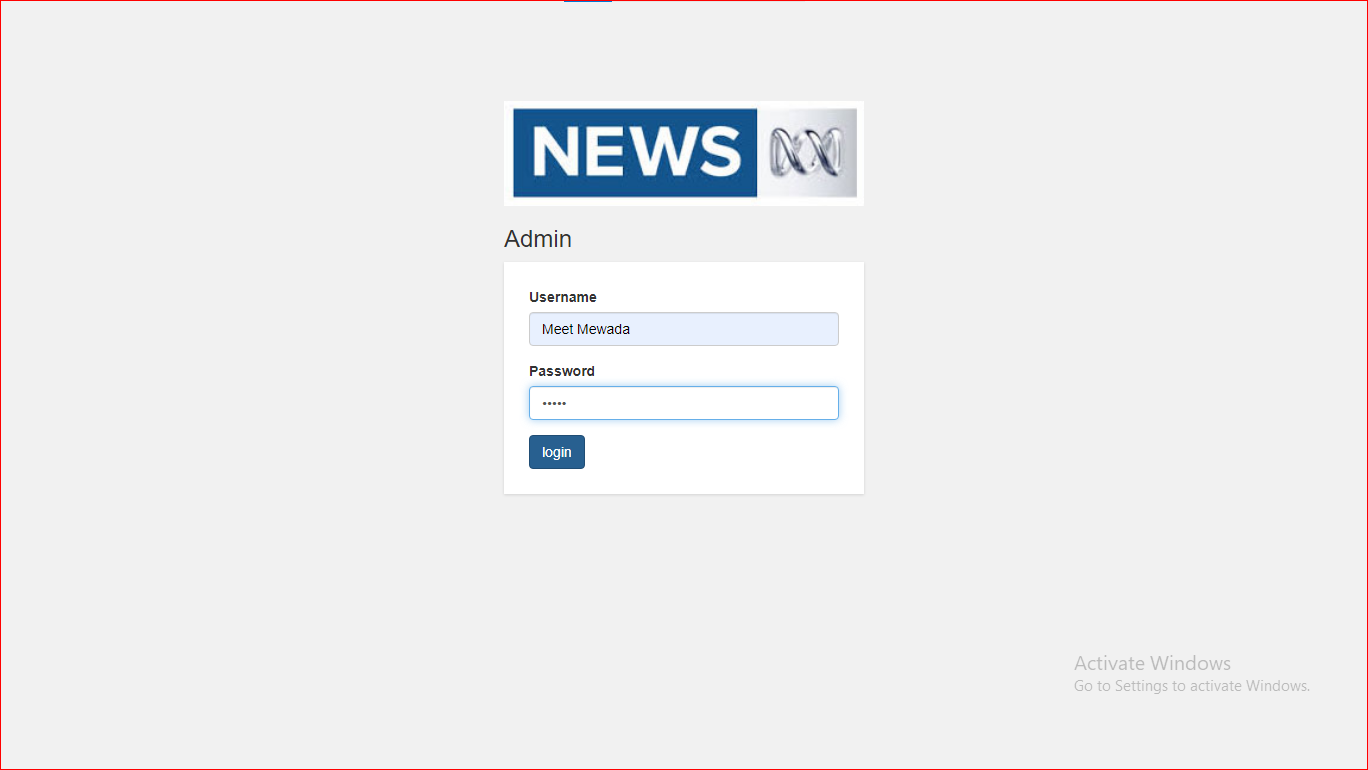 NEWS
Admin
Username
Meet Mewada
Password
•••••
login
Activate Windows
Go to Settings to activate Windows.